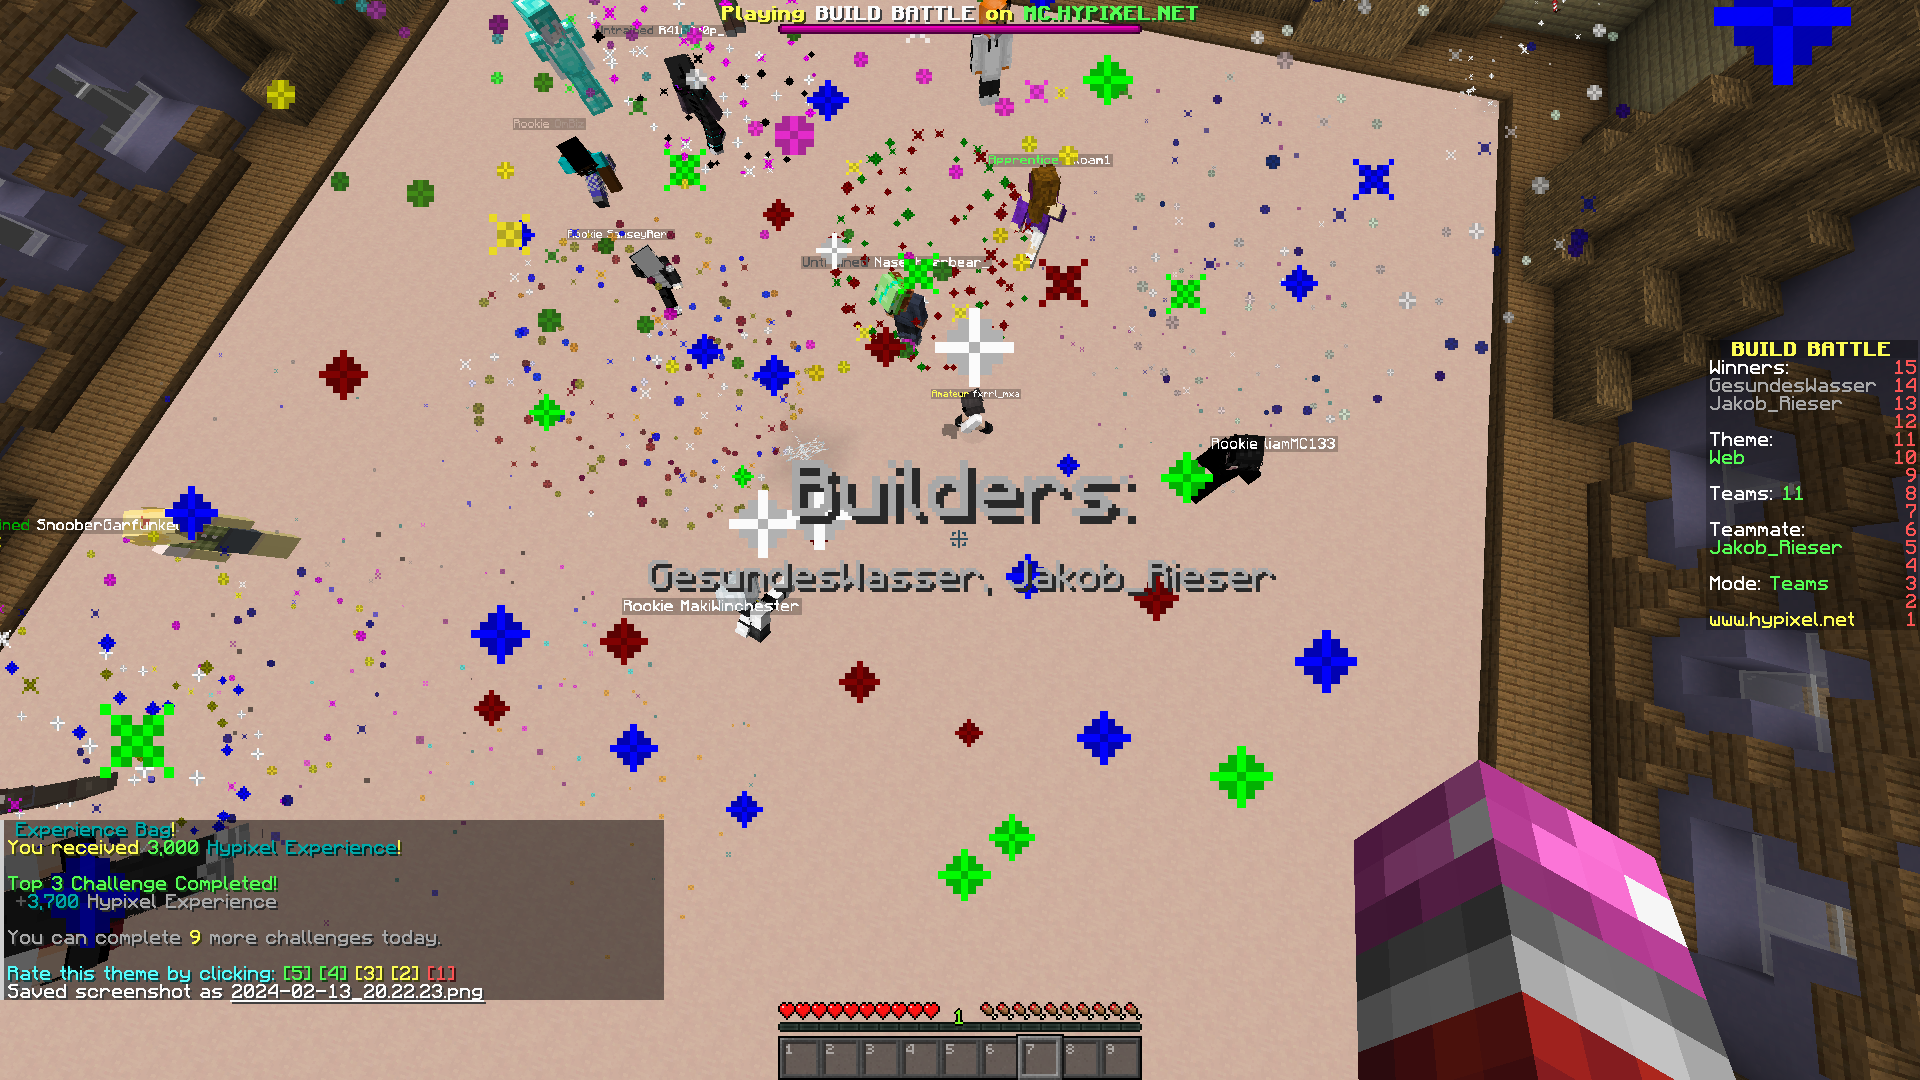 Playing BUILD BATTLE on MC.HYPIXEL.NET
Untrained
Rookie
Apprentice
Rookie
Amateur fxrrl_mxa
Rookie liamMC133
SnooberGarfunkel
Builders:
GesundesWasser, Jakob_Rieser
Rookie MakiWinchester
BUILD BATTLE
Winners: 15
GesundesWasser 14
Jakob_Rieser 13
12
Theme: 11
Web 10
9
Teams: 11 8
7
Teammate: 6
Jakob_Rieser 5
4
Mode: Teams 3
2
www.hypixel.net 1
Experience Bag!
You received 3,000 Hypixel Experience!
Top 3 Challenge Completed!
+3,700 Hypixel Experience
You can complete 9 more challenges today.
Rate this theme by clicking: [5] [4] [3] [2] [1]
Saved screenshot as 2024-02-13_20.22.23.png
1
1 2 3 4 5 6 7 8 9